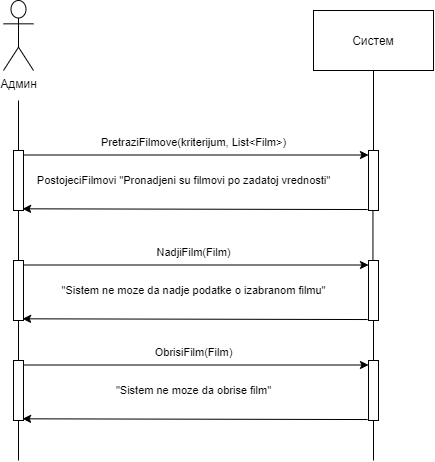 Систем
Админ
PretraziFilmove(kriterijum, List<Film>)
PostojeciFilmovi "Pronadjeni su filmovi po zadatoj vrednosti"
NadjiFilm(Film)
"Sistem ne moze da nadje podatke o izabranom filmu"
ObrisiFilm(Film)
"Sistem ne moze da obrise film"